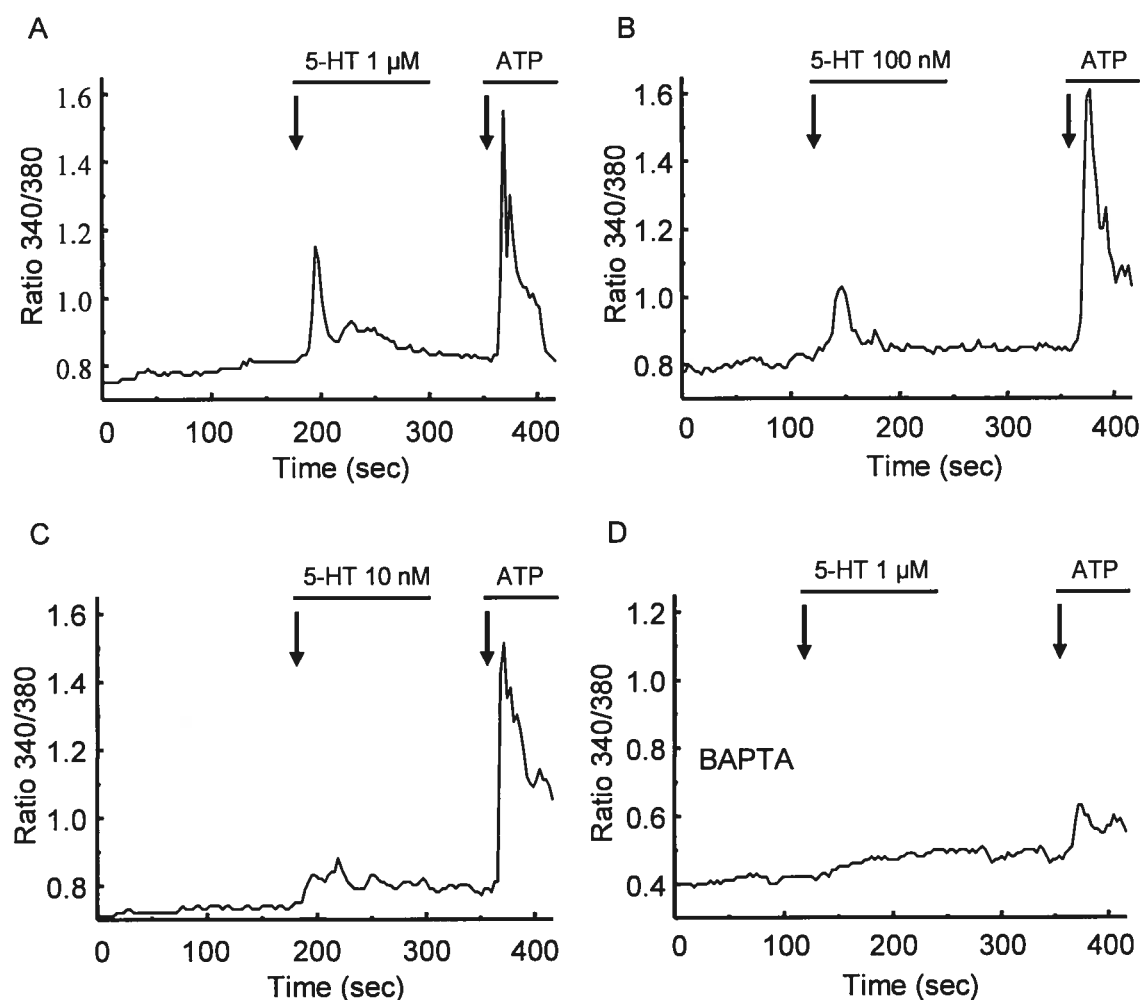 A
5-HT 1 µM
ATP
Ratio 340/380
1.6
1.4
1.2
1.0
0.8
0
100
200
300
400
Time (sec)
B
5-HT 100 nM
ATP
Ratio 340/380
1.6
1.4
1.2
1.0
0.8
0
100
200
300
400
Time (sec)
C
5-HT 10 nM
ATP
Ratio 340/380
1.6
1.4
1.2
1.0
0.8
0
100
200
300
400
Time (sec)
D
5-HT 1 µM
ATP
Ratio 340/380
1.2
1.0
0.8
0.6
0.4
BAPTA
0
100
200
300
400
Time (sec)